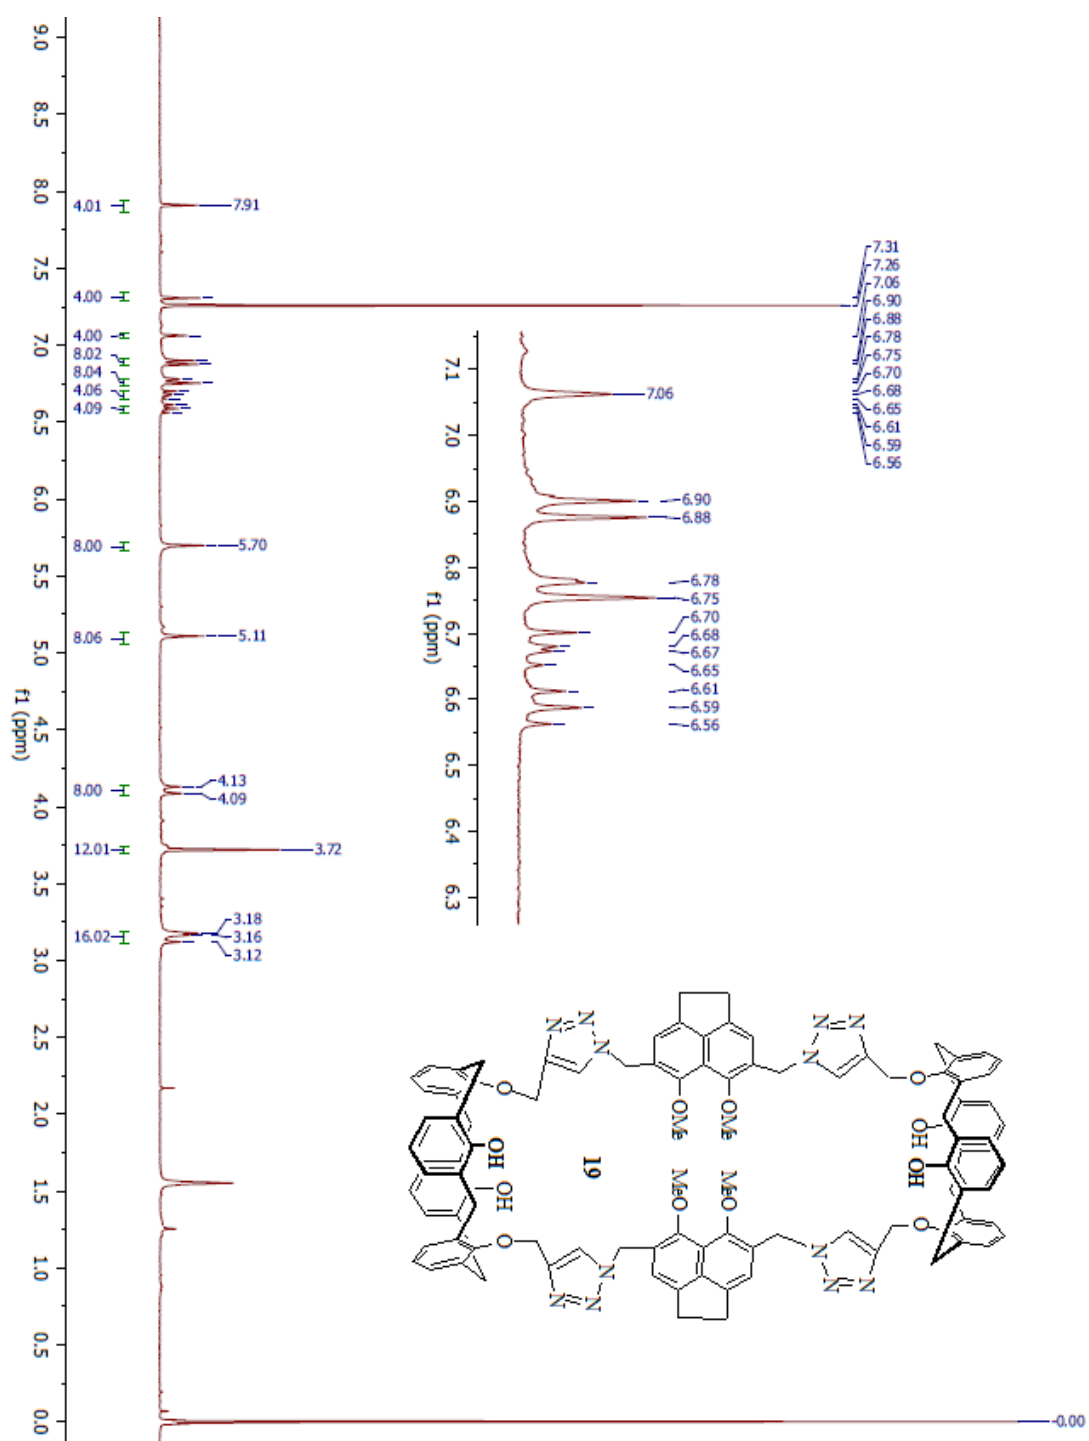 9.0
8.5
8.0
7.5
7.0
6.5
6.0
5.5
5.0
4.5
4.0
3.5
3.0
2.5
2.0
1.5
1.0
0.5
0.0
f1 (ppm)
4.01
4.00
4.00
8.02
8.04
4.06
4.09
8.00
8.06
8.00
12.01
16.02
7.91
7.31
7.26
7.06
6.90
6.88
6.78
6.75
6.70
6.68
6.65
6.61
6.59
6.56
5.70
5.11
4.13
4.09
3.72
3.18
3.16
3.12
-0.00
7.1
7.0
6.9
6.8
6.7
6.6
6.5
6.4
6.3
f1 (ppm)
7.06
6.90
6.88
6.78
6.75
6.70
6.68
6.67
6.65
6.61
6.59
6.56
N
N
N
N
N
N
O
O
OMe
OMe
OH
OH
OH
OH
19
MeO
MeO
O
O
N
N
N
N
N
N